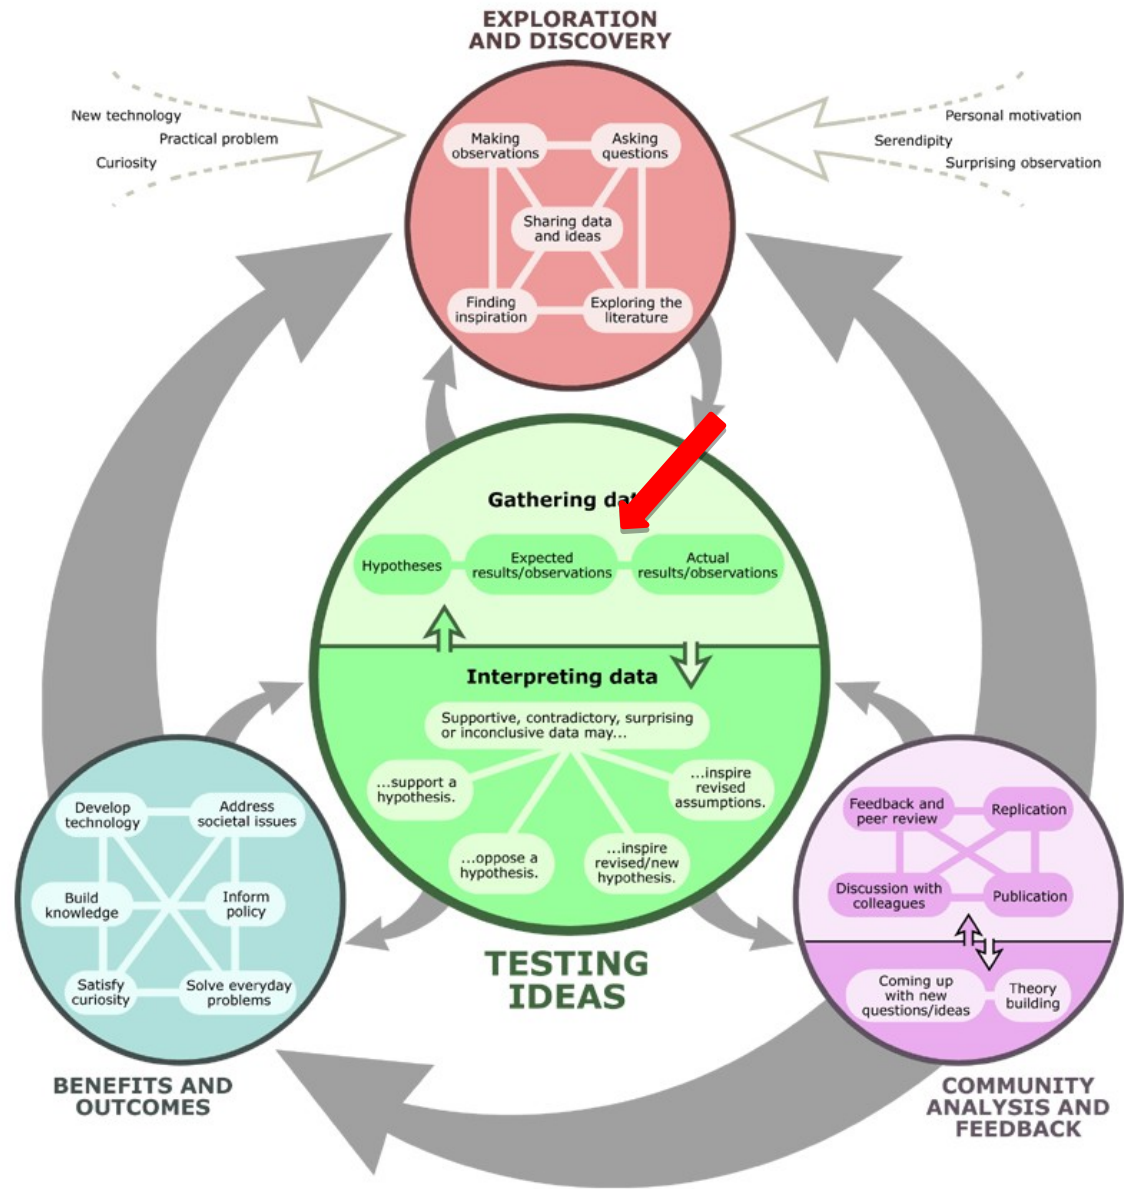 EXPLORATION
AND DISCOVERY
New technology
Practical problem
Curiosity
Personal motivation
Serendipity
Surprising observation
Making
observations
Asking
questions
Sharing data
and ideas
Finding
inspiration
Exploring the
literature
Gathering
Hypotheses
Expected
results/observations
Actual
results/observations
Interpreting data
Supportive, contradictory, surprising
or inconclusive data may...
...support a
hypothesis.
...oppose a
hypothesis.
...inspire
revised/new
hypothesis.
...inspire
revised
assumptions.
TESTING
IDEAS
Develop
technology
Address
societal issues
Build
knowledge
Inform
policy
Satisfy
curiosity
Solve everyday
problems
BENEFITS AND
OUTCOMES
Feedback and
peer review
Replication
Discussion with
colleagues
Publication
Coming up
with new
questions/ideas
Theory
building
COMMUNITY
ANALYSIS AND
FEEDBACK